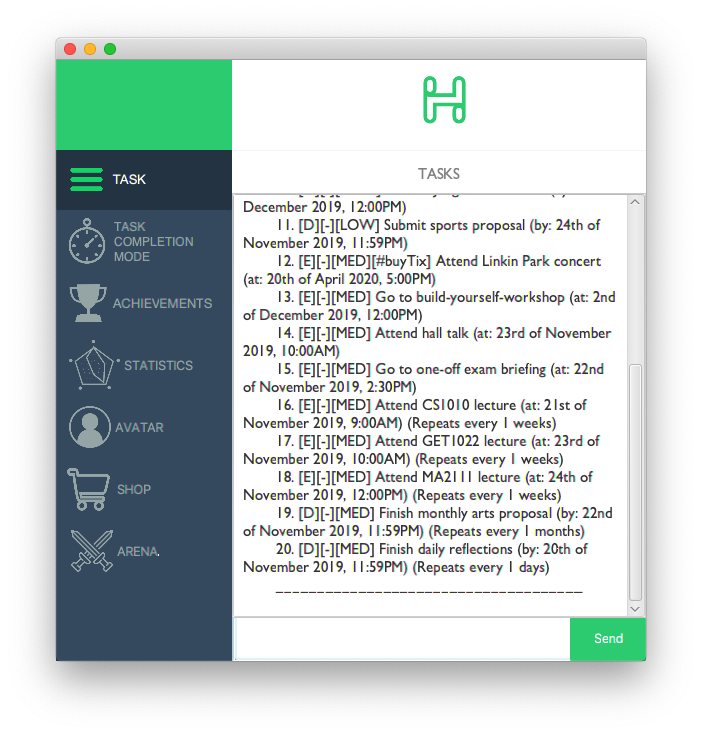 TASK
TASK
COMPLETION
MODE
ACHIEVEMENTS
STATISTICS
AVATAR
SHOP
ARENA.
TASKS
December 2019, 12:00PM)
11. [D][-][LOW] Submit sports proposal (by: 24th of
November 2019, 11:59PM)
12. [E][-][MED][#buyTix] Attend Linkin Park concert
(at: 20th of April 2020, 5:00PM)
13. [E][-][MED] Go to build-yourself-workshop (at: 2nd
of December 2019, 12:00PM)
14. [E][-][MED] Attend hall talk (at: 23rd of November
2019, 10:00AM)
15. [E][-][MED] Go to one-off exam briefing (at: 22nd
of November 2019, 2:30PM)
16. [E][-][MED] Attend CS1010 lecture (at: 21st of
November 2019, 9:00AM) (Repeats every 1 weeks)
17. [E][-][MED] Attend GET1022 lecture (at: 23rd of
November 2019, 10:00AM) (Repeats every 1 weeks)
18. [E][-][MED] Attend MA2111 lecture (at: 24th of
November 2019, 12:00PM) (Repeats every 1 weeks)
19. [D][-][MED] Finish monthly arts proposal (by: 22nd
of November 2019, 11:59PM) (Repeats every 1 months)
20. [D][-][MED] Finish daily reflections (by: 20th of
November 2019, 11:59PM) (Repeats every 1 days)
Send